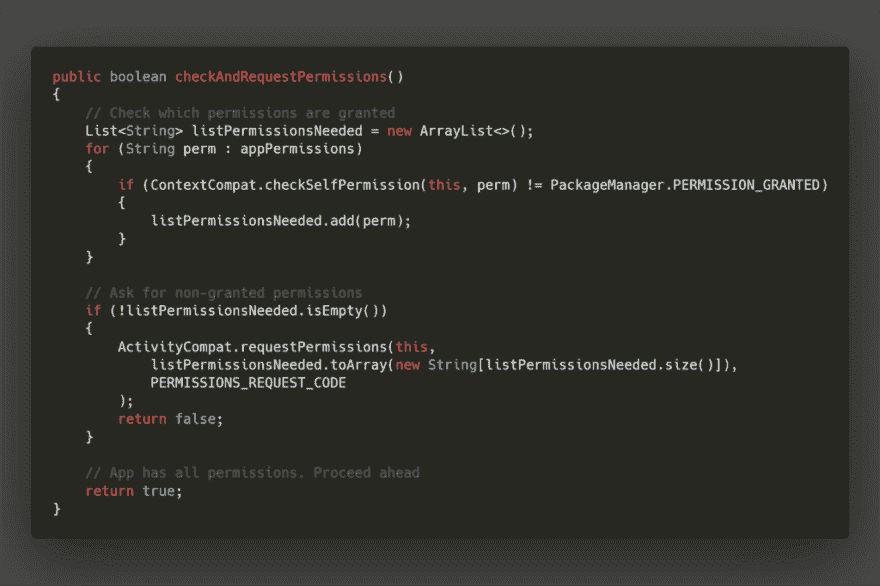 public boolean checkAndRequestPermissions()
{
    // Check which permissions are granted
    List<String> listPermissionsNeeded = new ArrayList<>();
    for (String perm : appPermissions)
    {
        if (ContextCompat.checkSelfPermission(this, perm) != PackageManager.PERMISSION_GRANTED)
        {
            listPermissionsNeeded.add(perm);
        }
    }

    // Ask for non-granted permissions
    if (!listPermissionsNeeded.isEmpty())
    {
        ActivityCompat.requestPermissions(this,
            listPermissionsNeeded.toArray(new String[listPermissionsNeeded.size()]),
            PERMISSIONS_REQUEST_CODE
        );
        return false;
    }

    // App has all permissions. Proceed ahead
    return true;
}